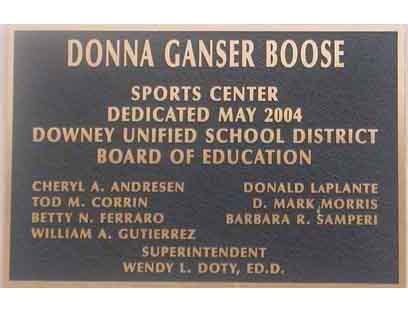 DONNA GANSER BOOSE
SPORTS CENTER
DEDICATED MAY 2004
DOWNEY UNIFIED SCHOOL DISTRICT
BOARD OF EDUCATION
CHERYL A. ANDRESEN DONALD LAPLANTE
TOD M. CORRIN D. MARK MORRIS
BETTY N. FERRARO BARBARA R. SAMPERI
WILLIAM A. GUTIERREZ
SUPERINTENDENT
WENDY L. DOTY, ED.D.